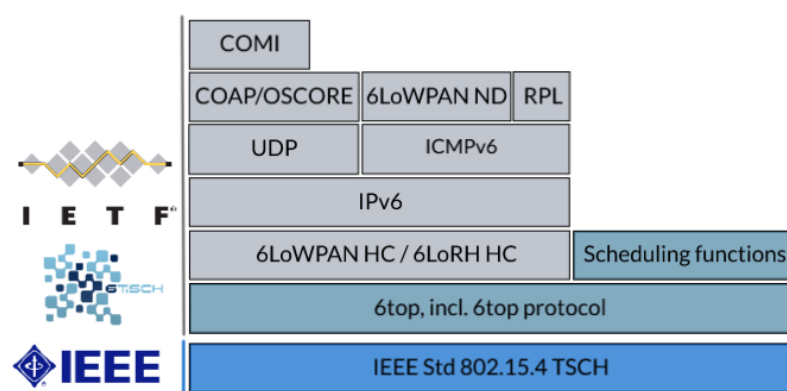 COMI
COAP/OSCORE 6LoWPAN ND RPL
UDP ICMPv6
IETF®
IPv6
6LoWPAN HC / 6LoRH HC Scheduling functions
6TiSCH
6top, incl. 6top protocol
IEEE
IEEE Std 802.15.4 TSCH